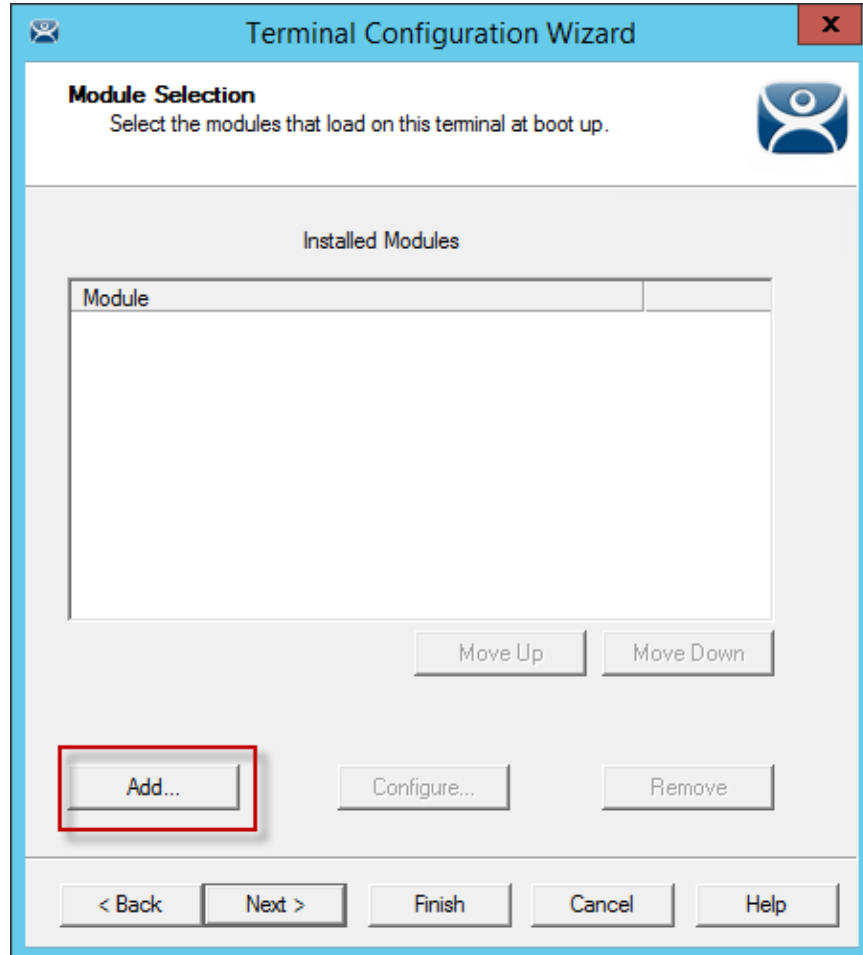 Terminal Configuration Wizard
x
Module Selection
Select the modules that load on this terminal at boot up.
Installed Modules
Module
Move Up Move Down
Add... Configure... Remove
< Back Next > Finish Cancel Help